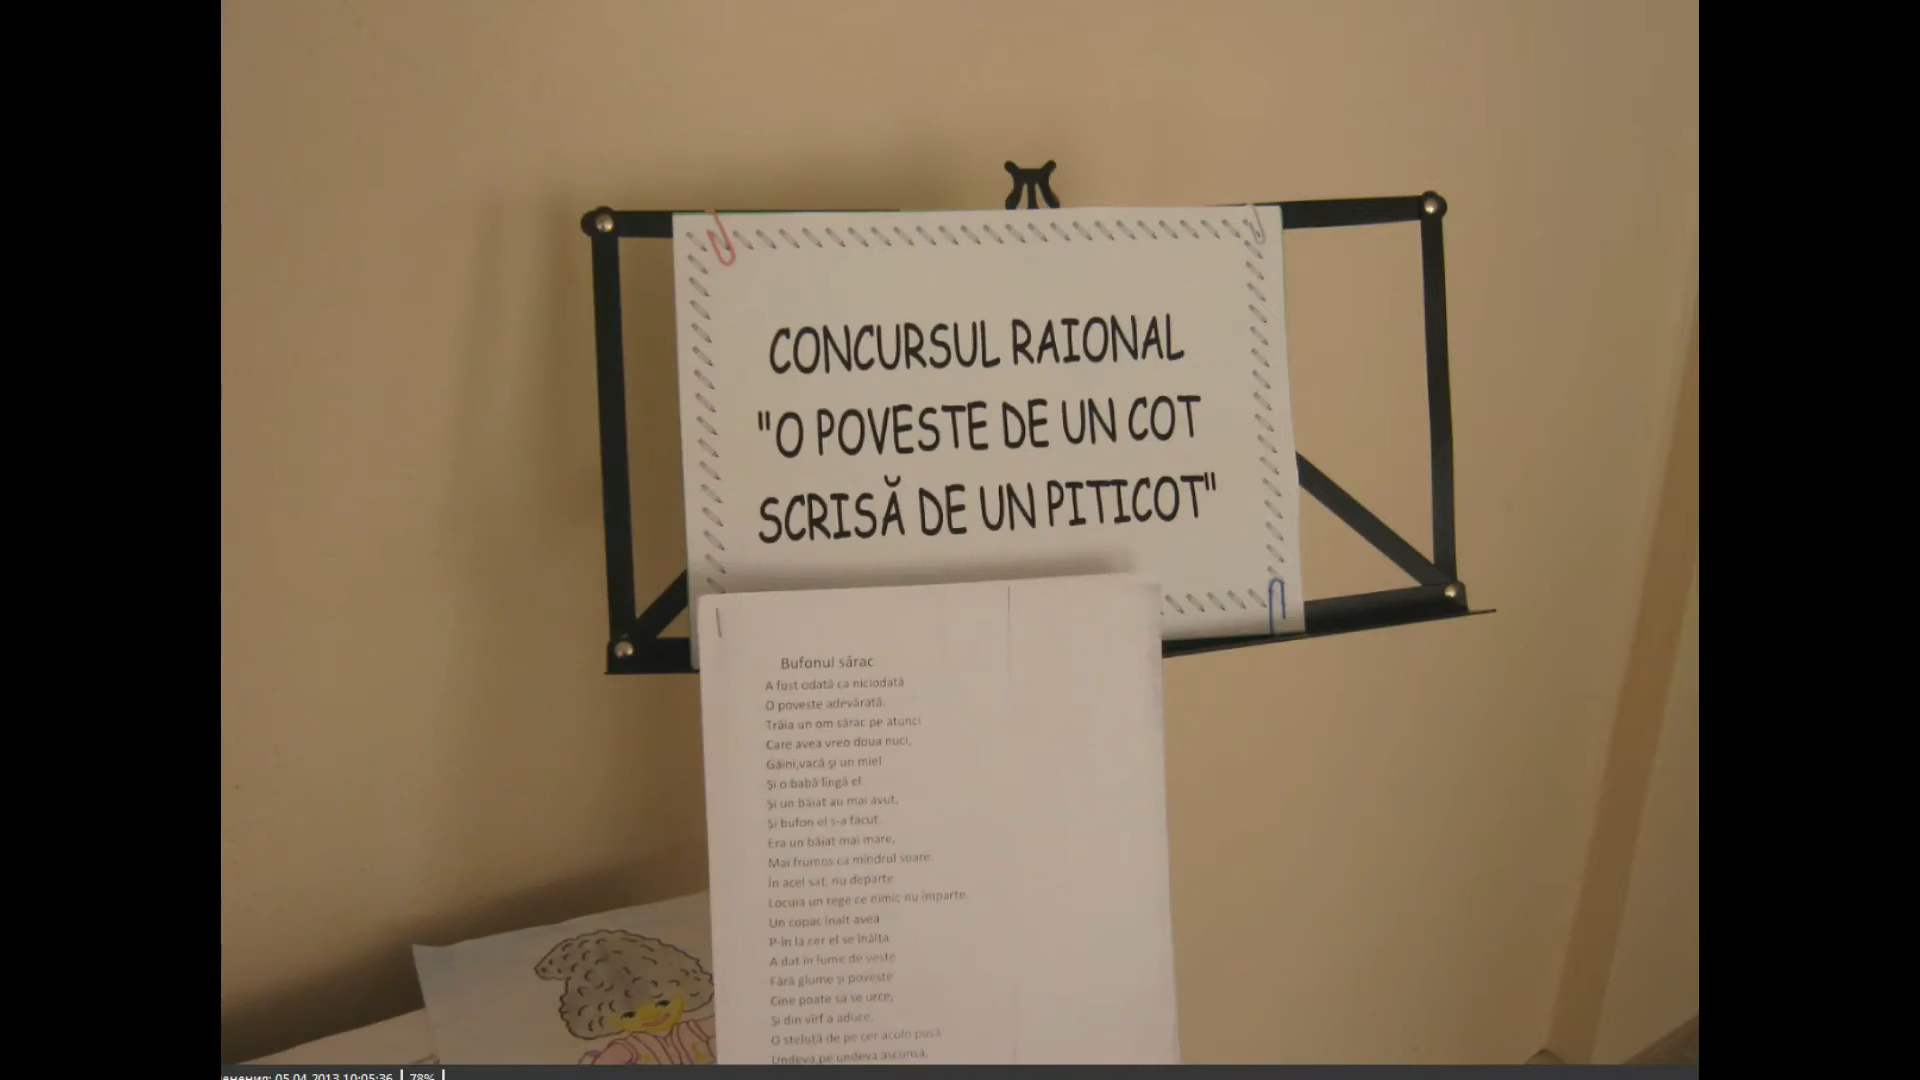 CONCURSUL RAIONAL
"O POVESTE DE UN COT
SCRISĂ DE UN PITICOT"
Bufonul sărac
A fost odată ca niciodată
O poveste adevărată.
Trăia un om sărac pe atunci
Care avea vreo doua nuci,
Găini,vacă și un miel
Și o babă lîngă el.
Și un băiat au mai avut,
Și bufon el s-a făcut.
Era un băiat mai mare,
Mai frumos ca mîndrul soare.
În acel sat, nu departe
Locuia un rege ce nimic nu împarte.
Un copac înalt avea
P-în la cer el se înălța.
A dat în lume de veste
Fără glume și poveste
Cine poate să se urce,
Și din vîrf a aduce.
O steluță de pe cer acolo pusă
Undeva,pe undeva ascunsă.
05.04.2013 10:05:36 78%